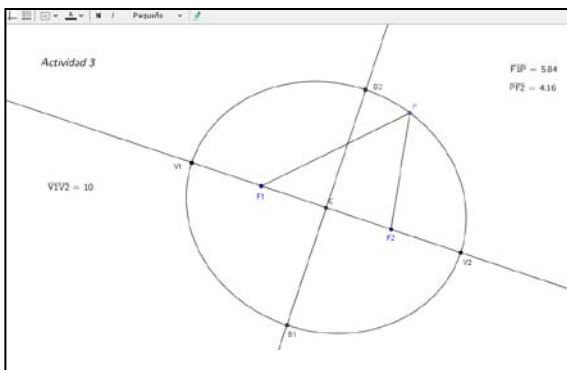 N I Pequeño
Actividad 3
F1P = 5.84
PF2 = 4.16
B2
P
V1
V1V2 = 10
F1
C
F2
V2
B1